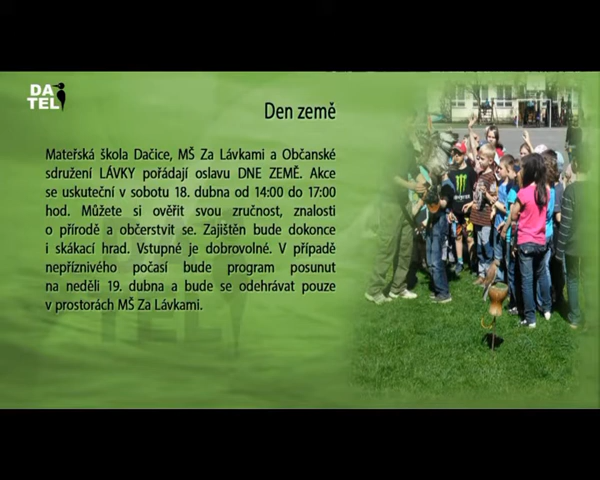 DA
TEL
Den země
Mateřská škola Dačice, MŠ Za Lávkami a Občanské
sdružení LÁVKY pořádají oslavu DNE ZEMĚ. Akce
se uskuteční v sobotu 18. dubna od 14:00 do 17:00
hod. Můžete si ověřit svou zručnost, znalosti
o přírodě a občerstvit se. Zajištěn bude dokonce
i skákací hrad. Vstupné je dobrovolné. V případě
nepříznivého počasí bude program posunut
na neděli 19. dubna a bude se odehrávat pouze
v prostorách MŠ Za Lávkami.
TEL